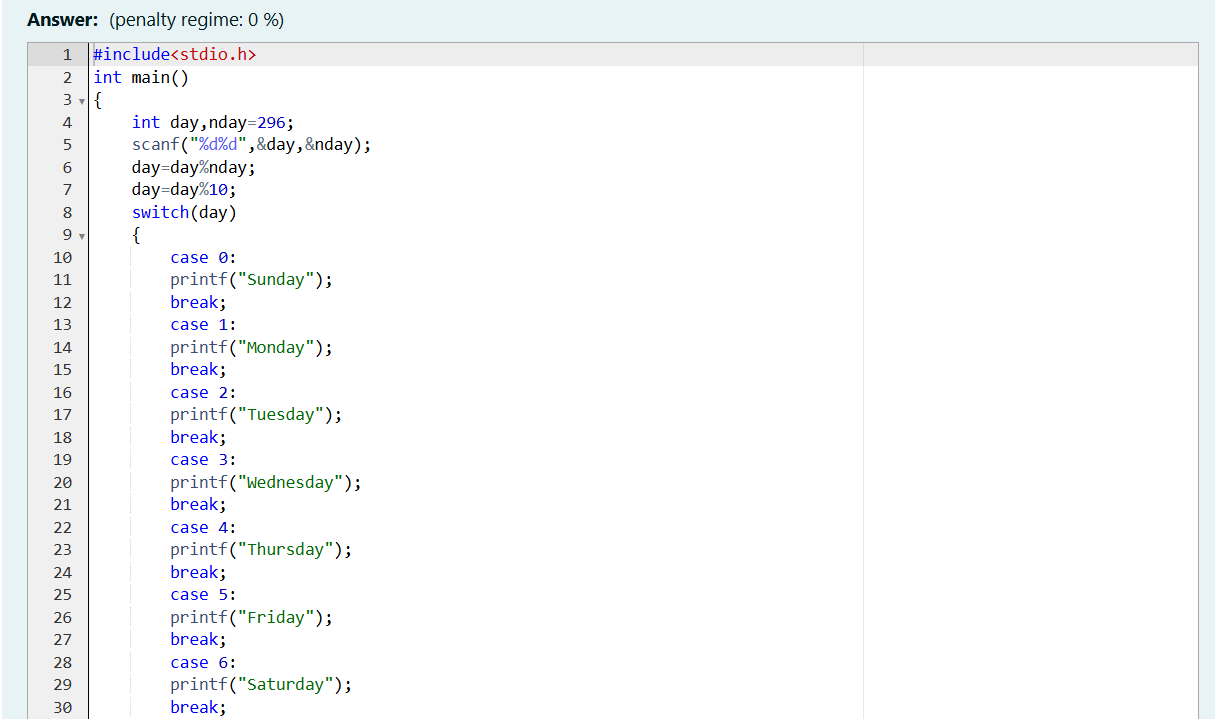 Answer: (penalty regime: 0 %)
1 #include<stdio.h>
2 int main()
3 {
4     int day,nday=296;
5     scanf("%d%d",&day,&nday);
6     day=day%nday;
7     day=day%10;
8     switch(day)
9     {
10         case 0:
11         printf("Sunday");
12         break;
13         case 1:
14         printf("Monday");
15         break;
16         case 2:
17         printf("Tuesday");
18         break;
19         case 3:
20         printf("Wednesday");
21         break;
22         case 4:
23         printf("Thursday");
24         break;
25         case 5:
26         printf("Friday");
27         break;
28         case 6:
29         printf("Saturday");
30         break;